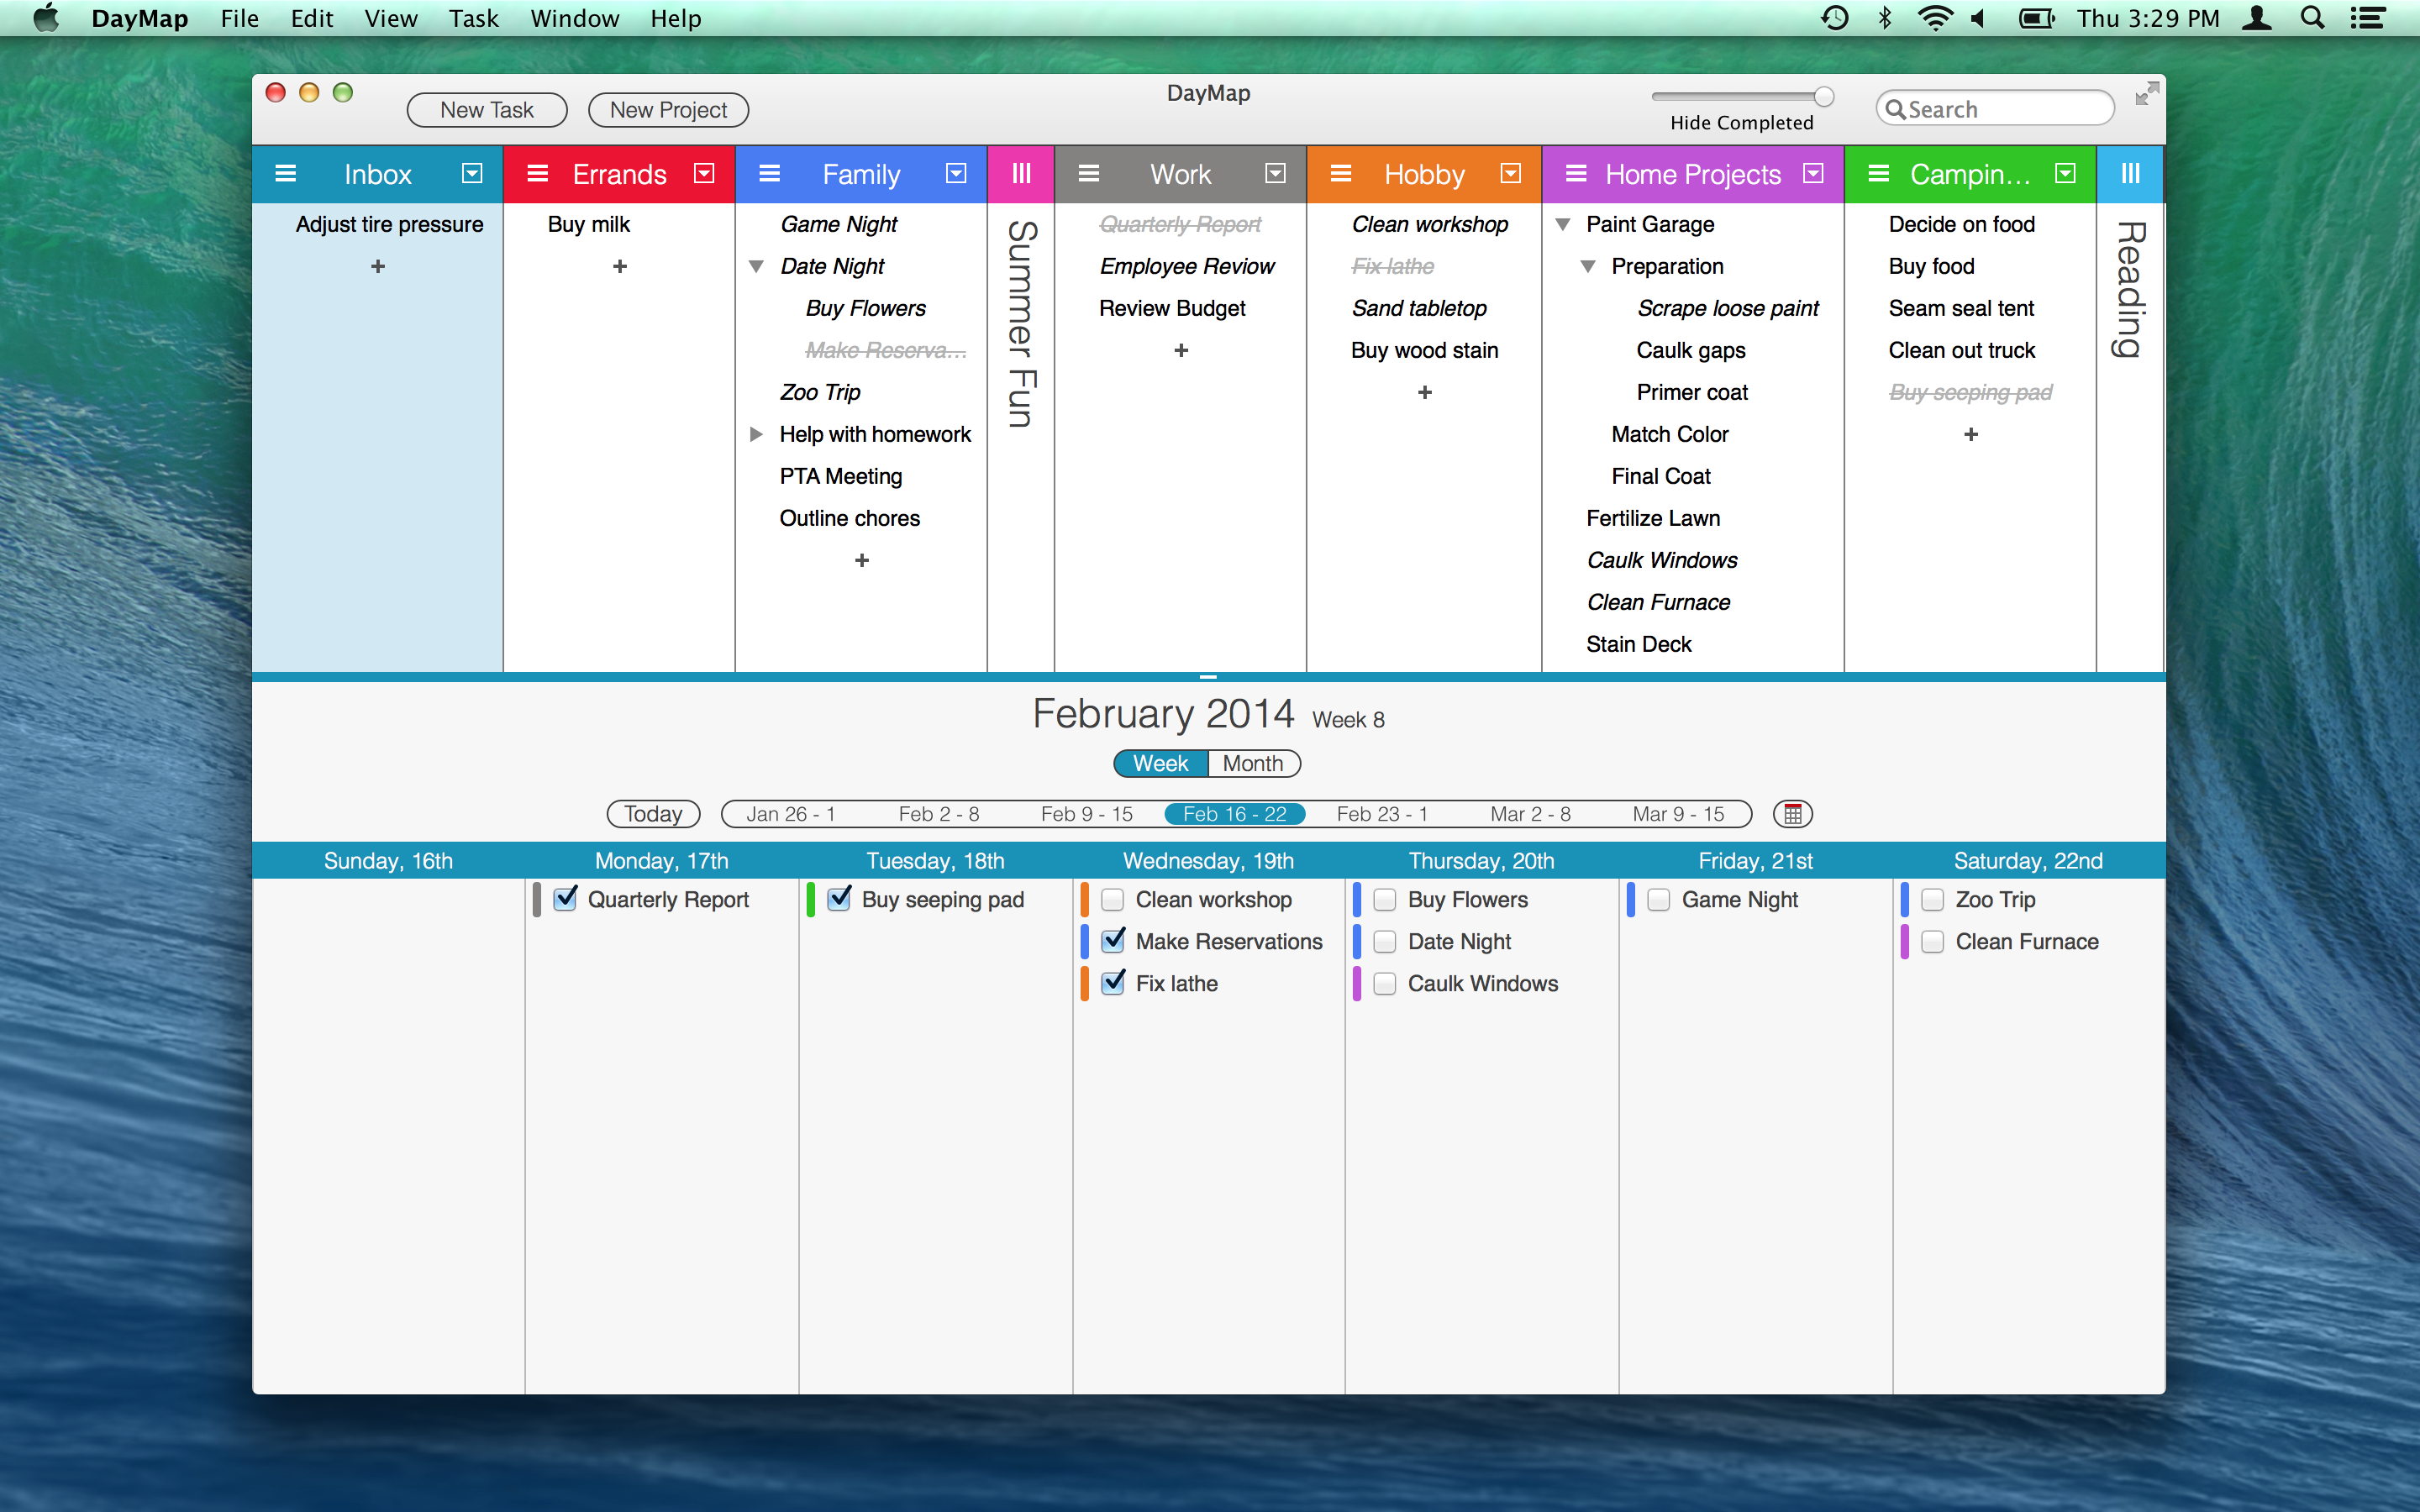 DayMap File Edit View Task Window Help Thu 3:29 PM
DayMap
New Task New Project Hide Completed Search
Inbox Errands Family Work Hobby Home Projects Campin...
Adjust tire pressure
+
Buy milk
+
Game Night
Date Night
Buy Flowers
Make Reserva...
Zoo Trip
Help with homework
PTA Meeting
Outline chores
+
Summer Fun
Quarterly Report
Employee Review
Review Budget
+
Clean workshop
Fix lathe
Sand tabletop
Buy wood stain
+
Paint Garage
Preparation
Scrape loose paint
Caulk gaps
Primer coat
Match Color
Final Coat
Fertilize Lawn
Caulk Windows
Clean Furnace
Stain Deck
Decide on food
Buy food
Seam seal tent
Clean out truck
Buy seeping pad
+
Reading
February 2014 Week 8
Week Month
Today Jan 26 - 1 Feb 2 - 8 Feb 9 - 15 Feb 16 - 22 Feb 23 - 1 Mar 2 - 8 Mar 9 - 15
Sunday, 16th Monday, 17th Tuesday, 18th Wednesday, 19th Thursday, 20th Friday, 21st Saturday, 22nd
Quarterly Report
Buy seeping pad
Clean workshop
Make Reservations
Fix lathe
Buy Flowers
Date Night
Caulk Windows
Game Night
Zoo Trip
Clean Furnace